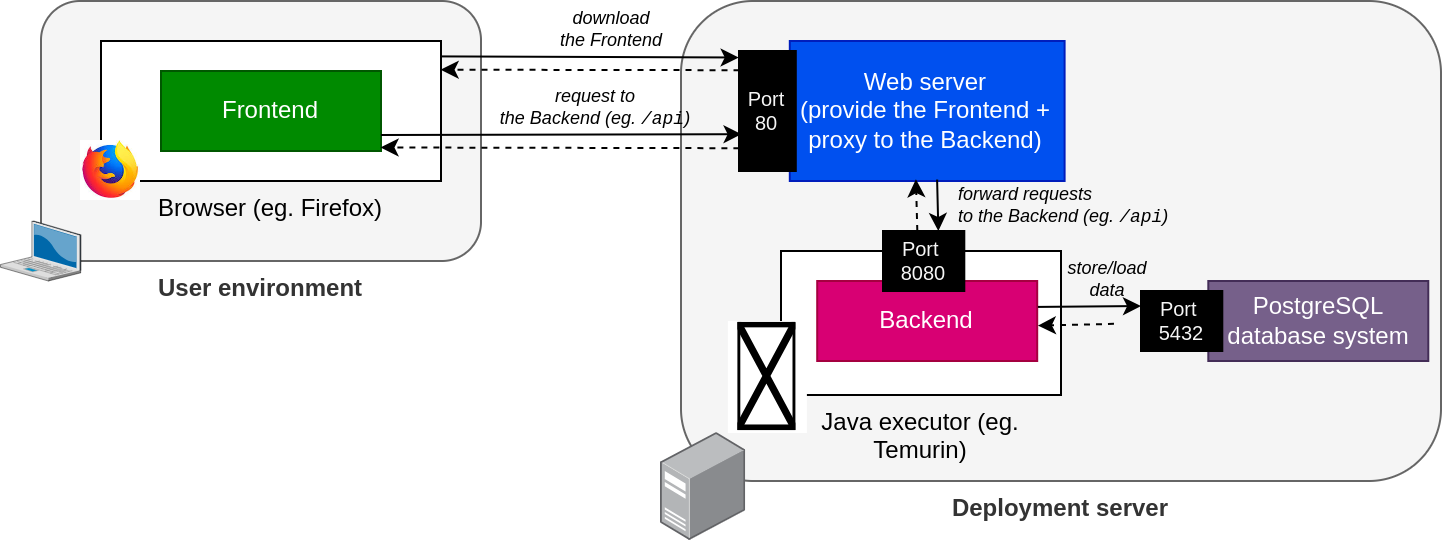 download
the Frontend
Frontend
Browser (eg. Firefox)
User environment
request to
the Backend (eg. /api)
Port
80
Web server
(provide the Frontend +
proxy to the Backend)
forward requests
to the Backend (eg. /api)
Port
8080
Backend
store/load
data
Port
5432
PostgreSQL
database system
Java executor (eg.
Temurin)
Deployment server